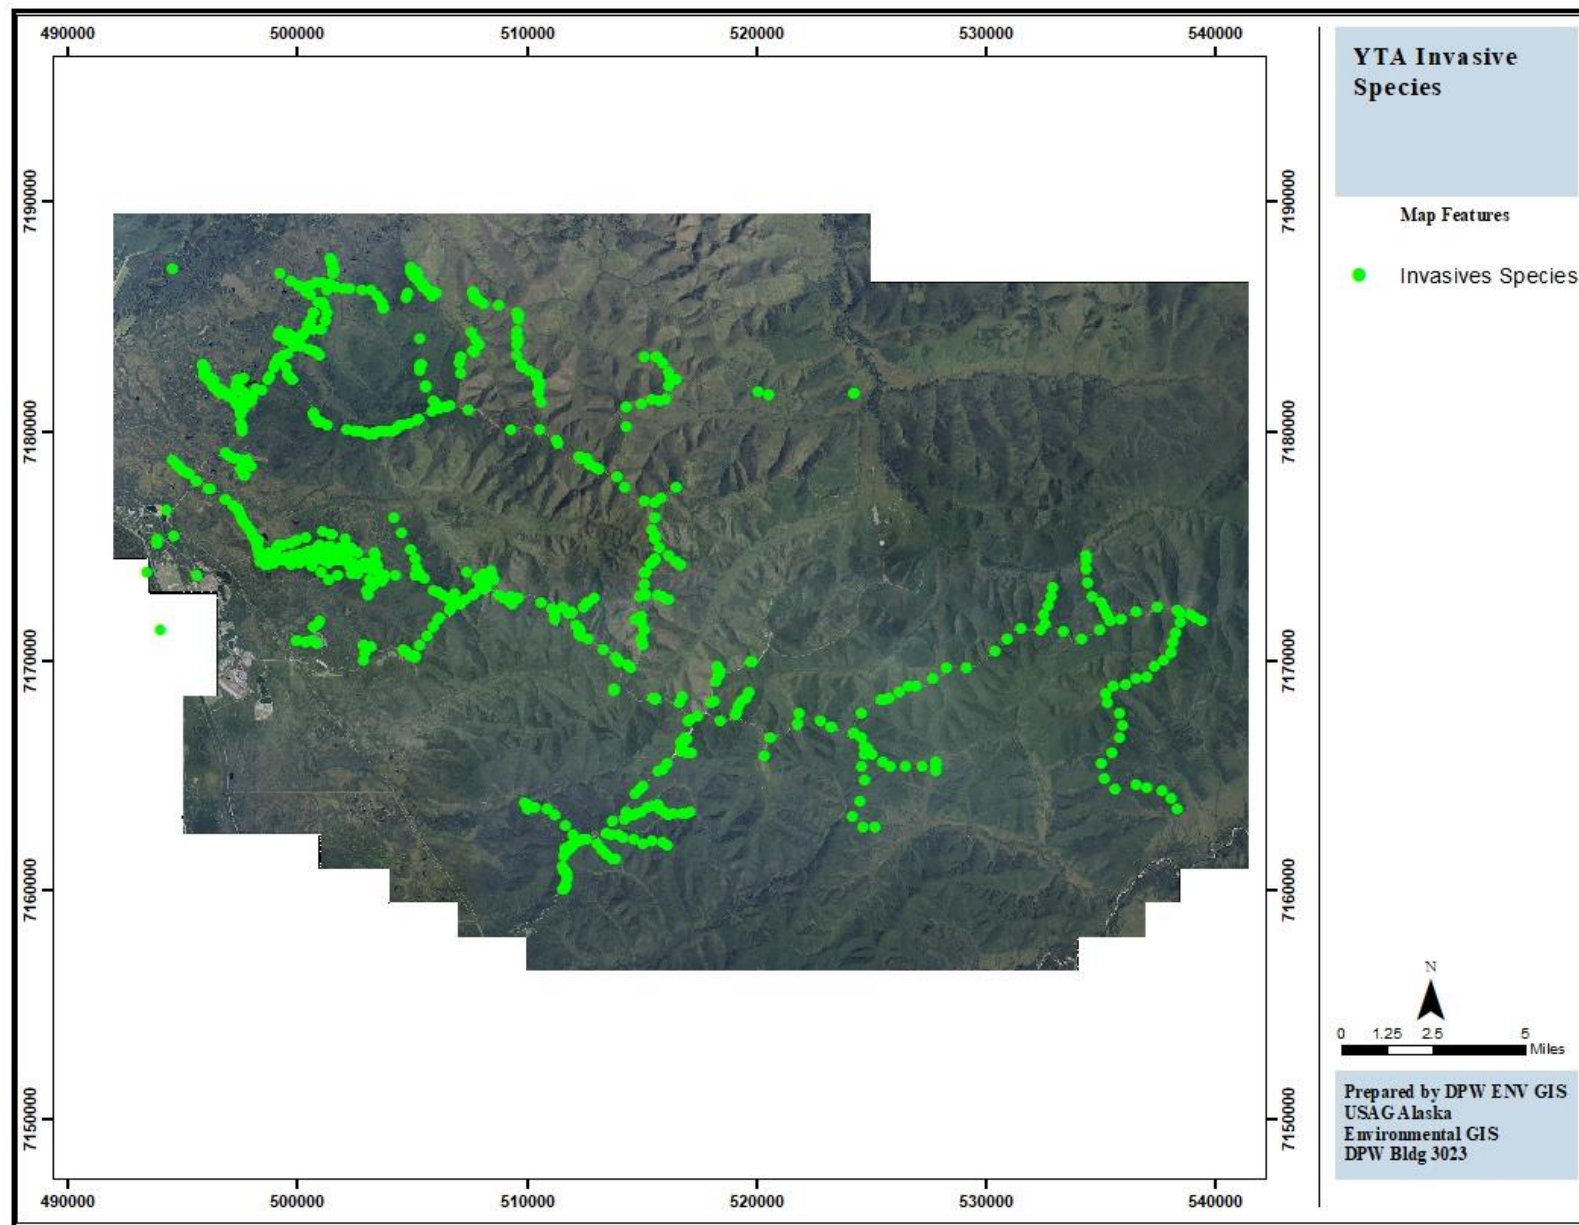 490000 500000 510000 520000 530000 540000
7190000
7180000
7170000
7160000
7150000
7190000
7180000
7170000
7160000
7150000
490000 500000 510000 520000 530000 540000
YTA Invasive
Species
Map Features
Invasives Species
N
0 1.25 2.5 5
Miles
Prepared by DPW ENV GIS
USAG Alaska
Environmental GIS
DPW Bldg 3023